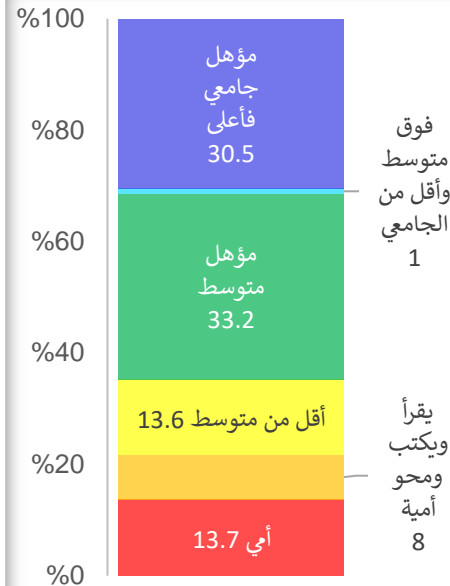 %100
%80
%60
%40
%20
%0
مؤهل
جامعي
فأعلى
30.5
فوق
متوسط
وأقل من
الجامعي
1
مؤهل
متوسط
33.2
أقل من متوسط 13.6
يقرأ
ويكتب
ومحو
أمية
8
أمي 13.7